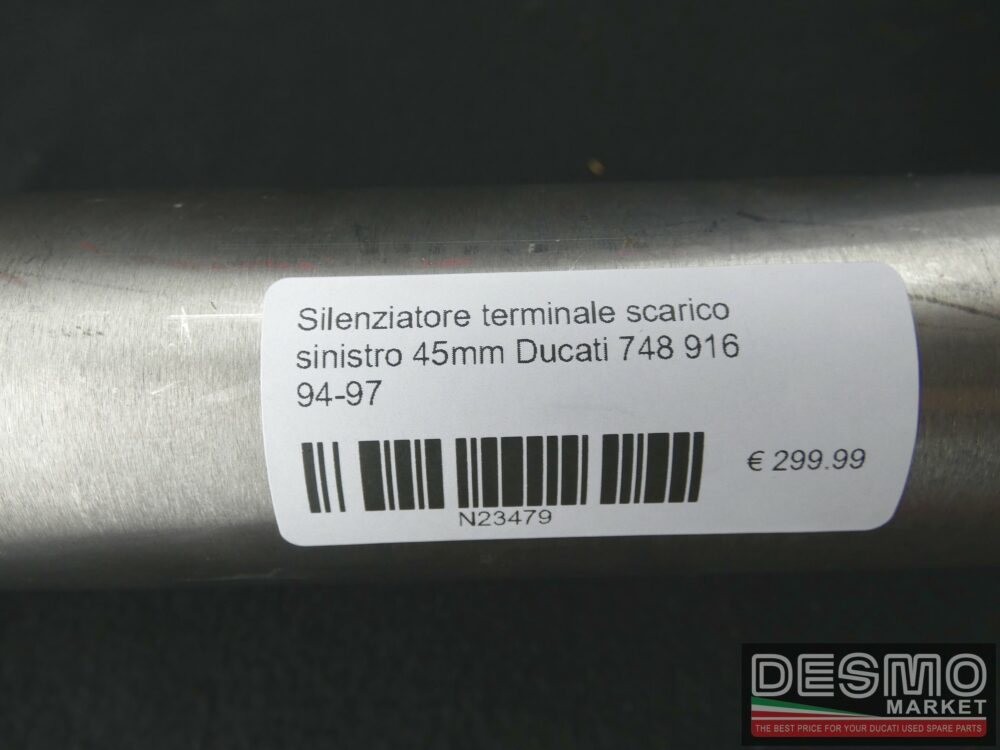 Silenziatore terminale scarico
sinistro 45mm Ducati 748 916
94-97
€ 299.99
N23479
DESMO
MARKET
THE BEST PRICE FOR YOUR DUCATI USED SPARE PARTS